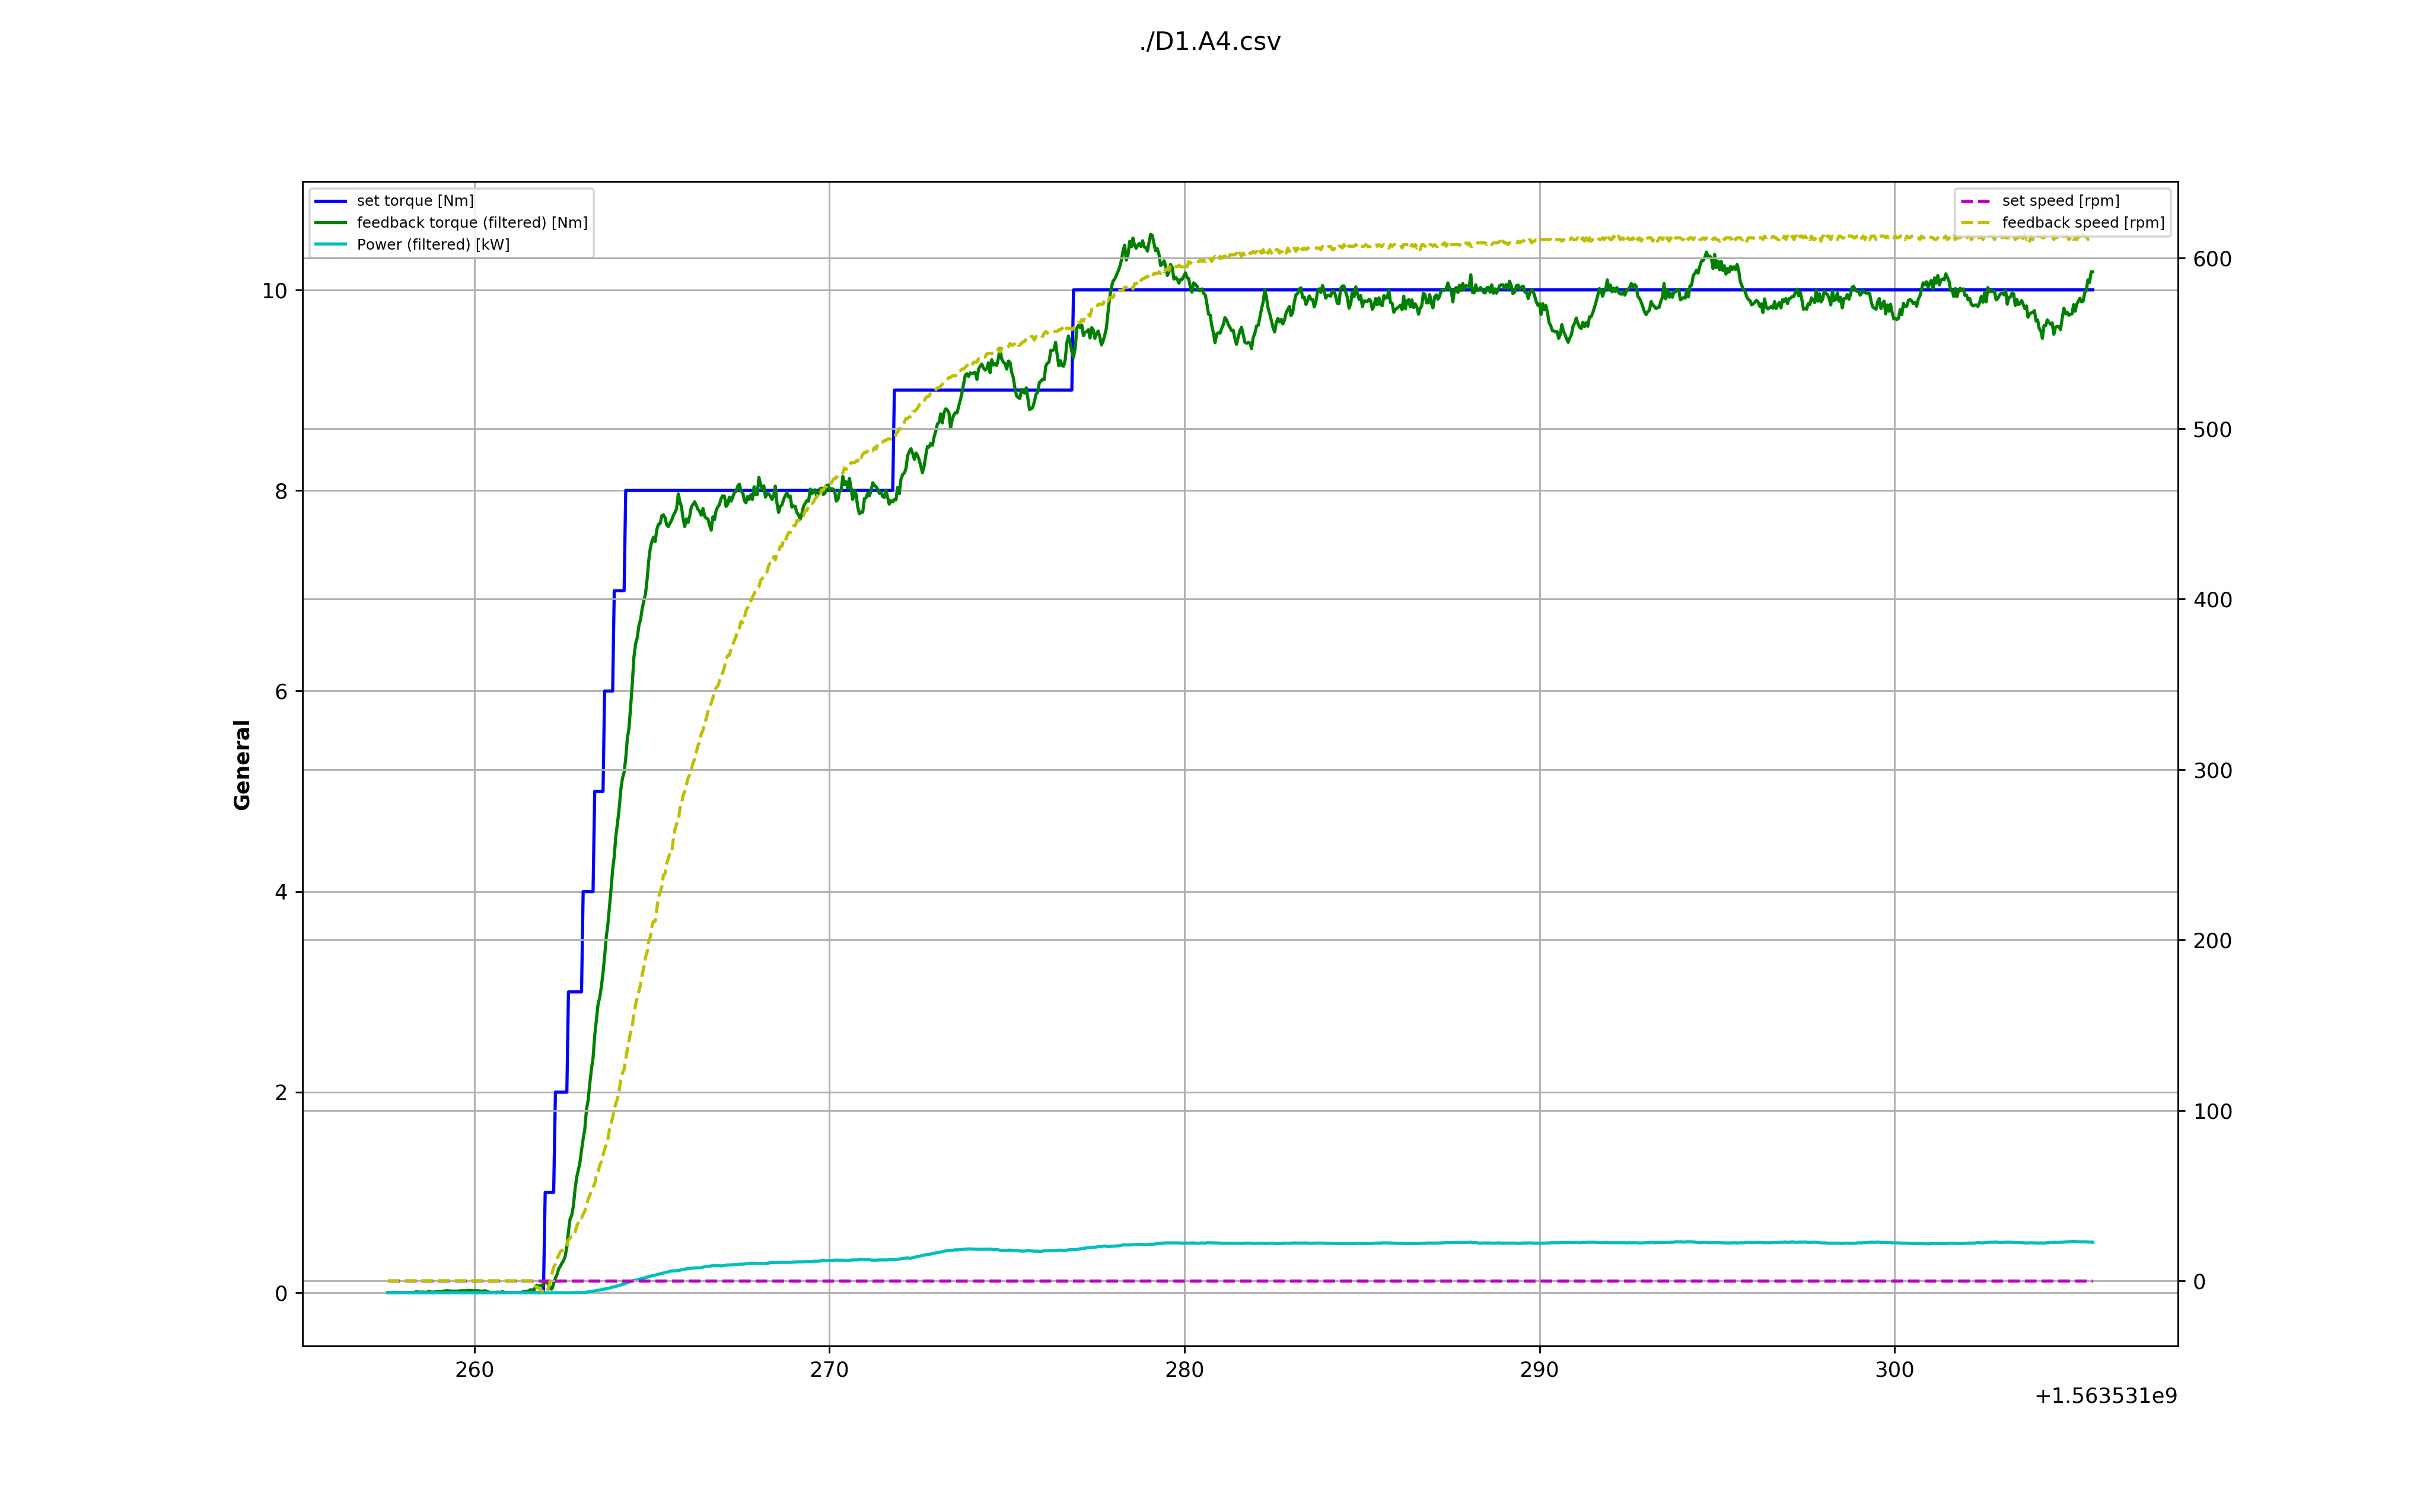 ./D1.A4.csv
set torque [Nm]
feedback torque (filtered) [Nm]
Power (filtered) [kW]
set speed [rpm]
feedback speed [rpm]
General
10
8
6
4
2
0
600
500
400
300
200
100
0
260 270 280 290 300
+1.563531e9